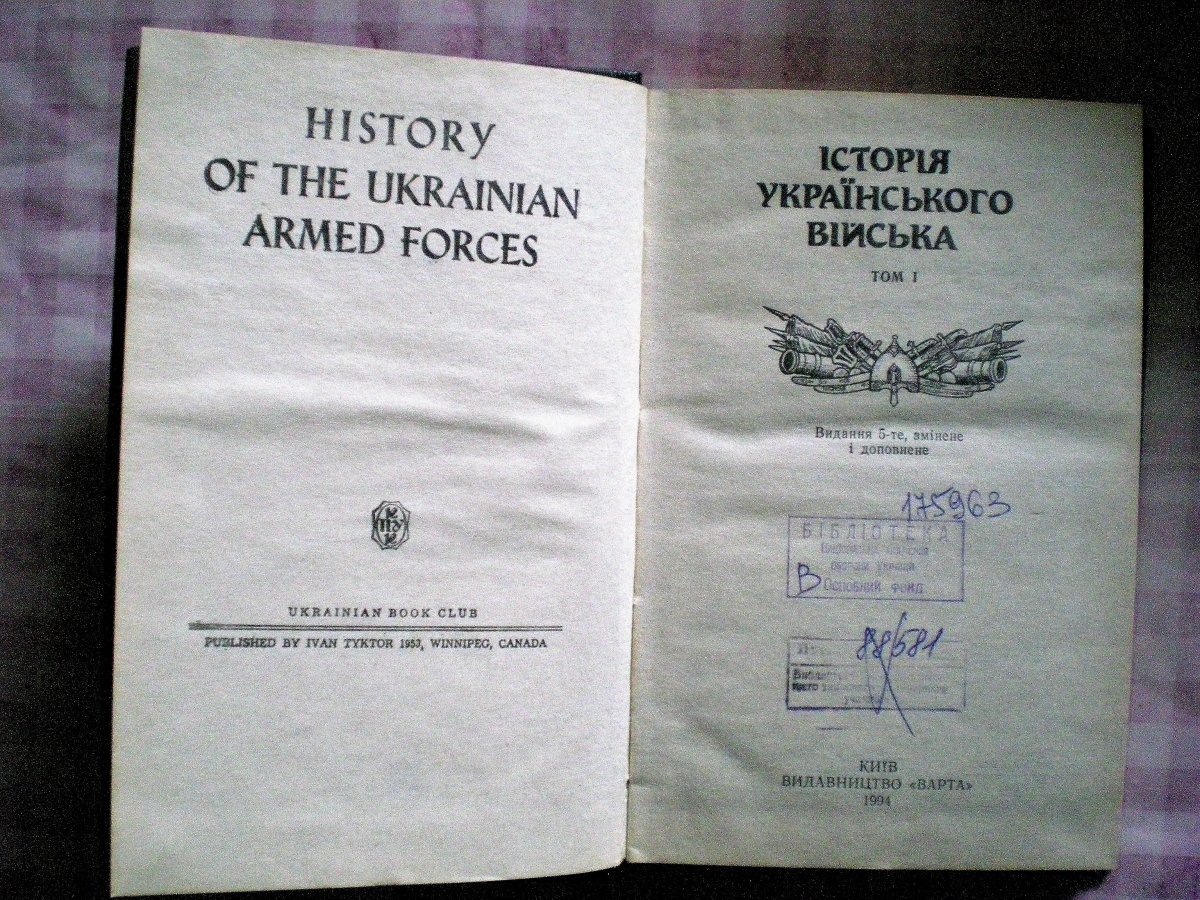 HISTORY
OF THE UKRAINIAN
ARMED FORCES
UKRAINIAN BOOK CLUB
PUBLISHED BY IVAN TYKTOR 1953, WINNIPEG, CANADA
ІСТОРІЯ
УКРАЇНСЬКОГО
ВІЙСЬКА
ТОМ I
Видання 5-те, змінене
і доповнене
175963
БІБЛІОТЕКА
В Основний фонд
88/581
КИЇВ
ВИДАВНИЦТВО «ВАРТА»
1994